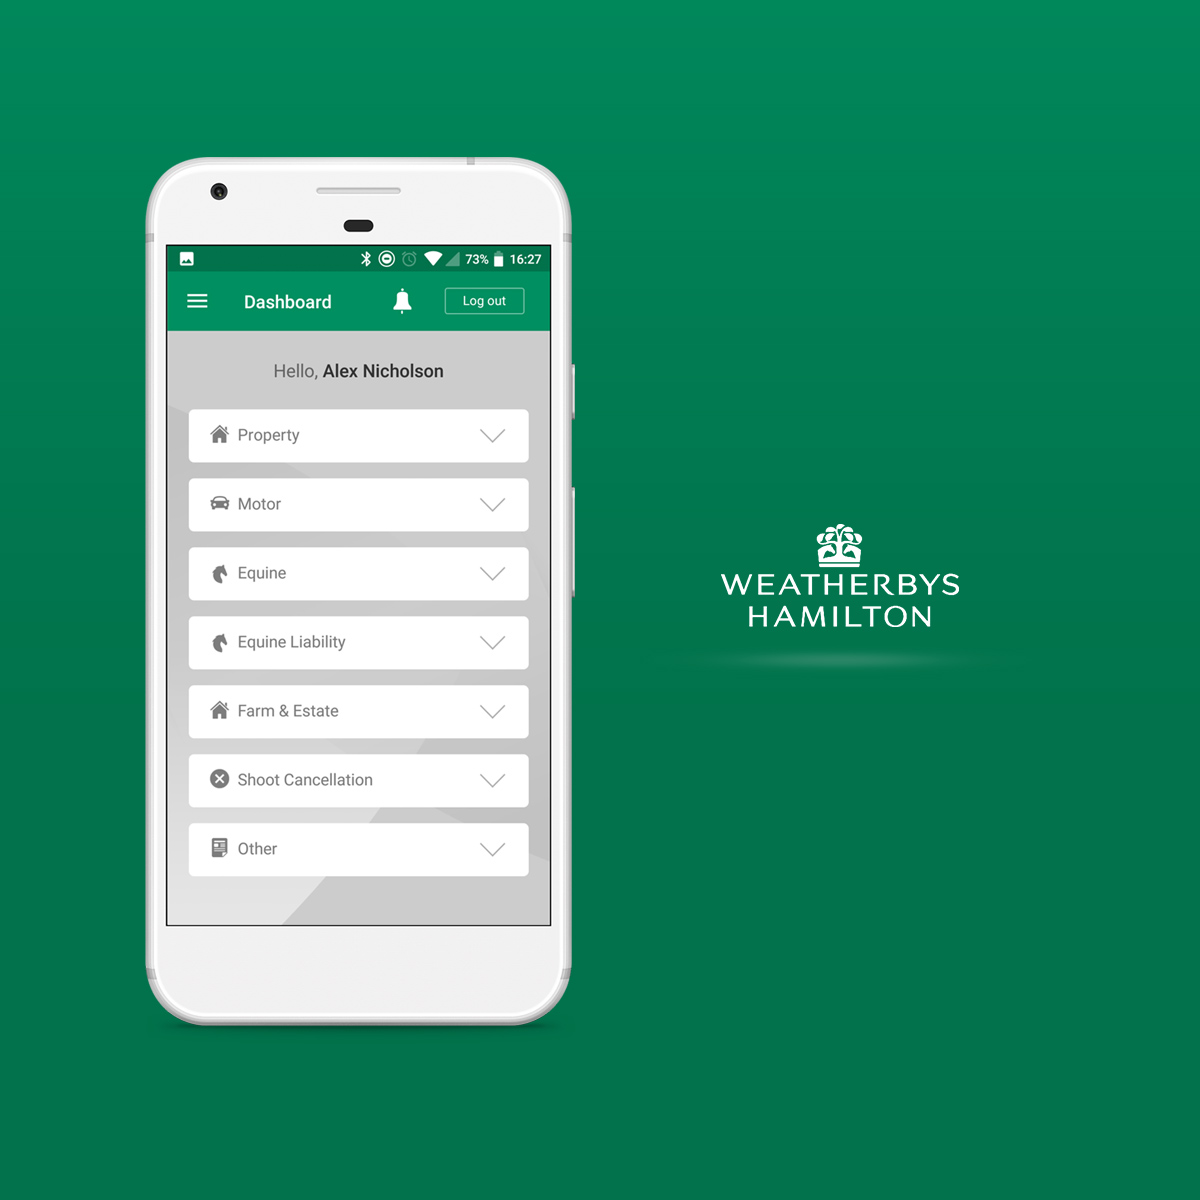 73% 16:27
Dashboard Log out
Hello, Alex Nicholson
Property
Motor
Equine
Equine Liability
Farm & Estate
Shoot Cancellation
Other
WEATHERBYS
HAMILTON